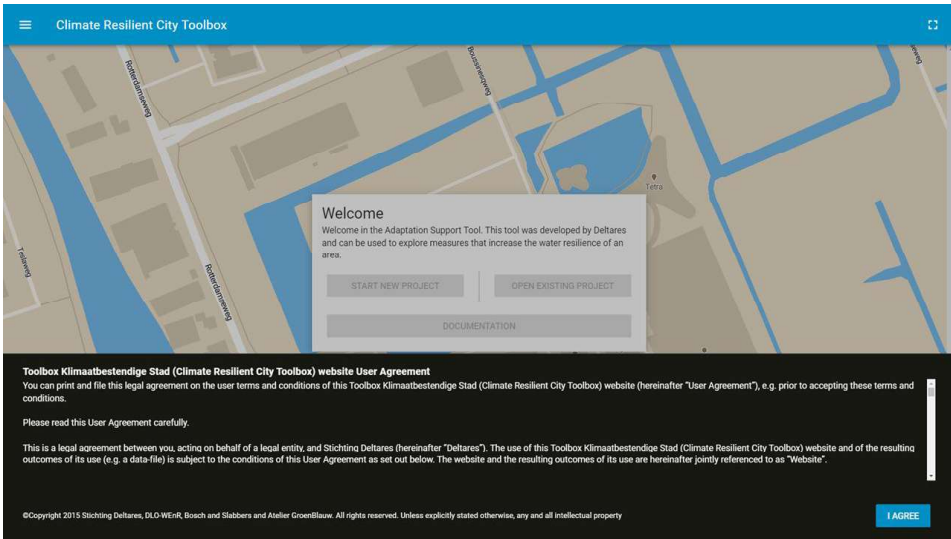 Climate Resilient City Toolbox
Rotterdamseweg
Boussinesqweg
Tetra
Teslaweg
Rotterdamseweg
Welcome
Welcome in the Adaptation Support Tool. This tool was developed by Deltares
and can be used to explore measures that increase the water resilience of an
area.
START NEW PROJECT
OPEN EXISTING PROJECT
DOCUMENTATION
Toolbox Klimaatbestendige Stad (Climate Resilient City Toolbox) website User Agreement
You can print and file this legal agreement on the user terms and conditions of this Toolbox Klimaatbestendige Stad (Climate Resilient City Toolbox) website (hereinafter "User Agreement"), e.g. prior to accepting these terms and
conditions.
Please read this User Agreement carefully.
This is a legal agreement between you, acting on behalf of a legal entity, and Stichting Deltares (hereinafter "Deltares"). The use of this Toolbox Klimaatbestendige Stad (Climate Resilient City Toolbox) website and of the resulting
outcomes of its use (e.g. a data-file) is subject to the conditions of this User Agreement as set out below. The website and the resulting outcomes of its use are hereinafter jointly referenced to as "Website".
©Copyright 2015 Stichting Deltares, DLO-WEnR, Bosch and Slabbers and Atelier GroenBlauw. All rights reserved. Unless explicitly stated otherwise, any and all intellectual property
I AGREE